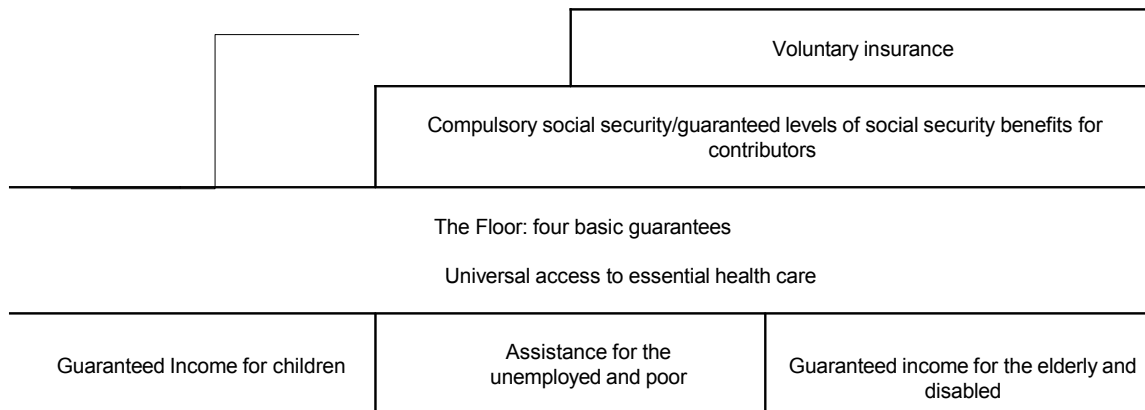 Voluntary insurance
Compulsory social security/guaranteed levels of social security benefits for
contributors
The Floor: four basic guarantees
Universal access to essential health care
Guaranteed Income for children
Assistance for the
unemployed and poor
Guaranteed income for the elderly and
disabled